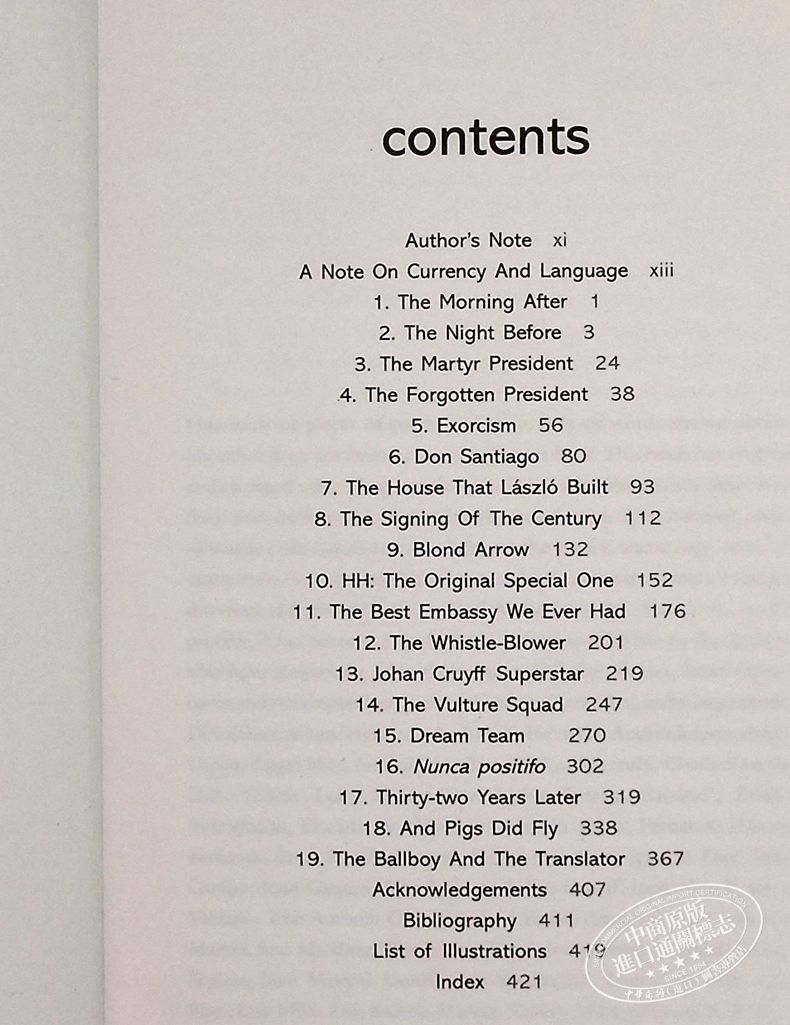 contents
Author's Note xi
A Note On Currency And Language xiii
1. The Morning After 1
2. The Night Before 3
3. The Martyr President 24
4. The Forgotten President 38
5. Exorcism 56
6. Don Santiago 80
7. The House That László Built 93
8. The Signing Of The Century 112
9. Blond Arrow 132
10. HH: The Original Special One 152
11. The Best Embassy We Ever Had 176
12. The Whistle-Blower 201
13. Johan Cruyff Superstar 219
14. The Vulture Squad 247
15. Dream Team 270
16. Nunca positifo 302
17. Thirty-two Years Later 319
18. And Pigs Did Fly 338
19. The Ballboy And The Translator 367
Acknowledgements 407
Bibliography 411
List of Illustrations 419
Index 421
中商原版
進口通關標志
SINCE 1954